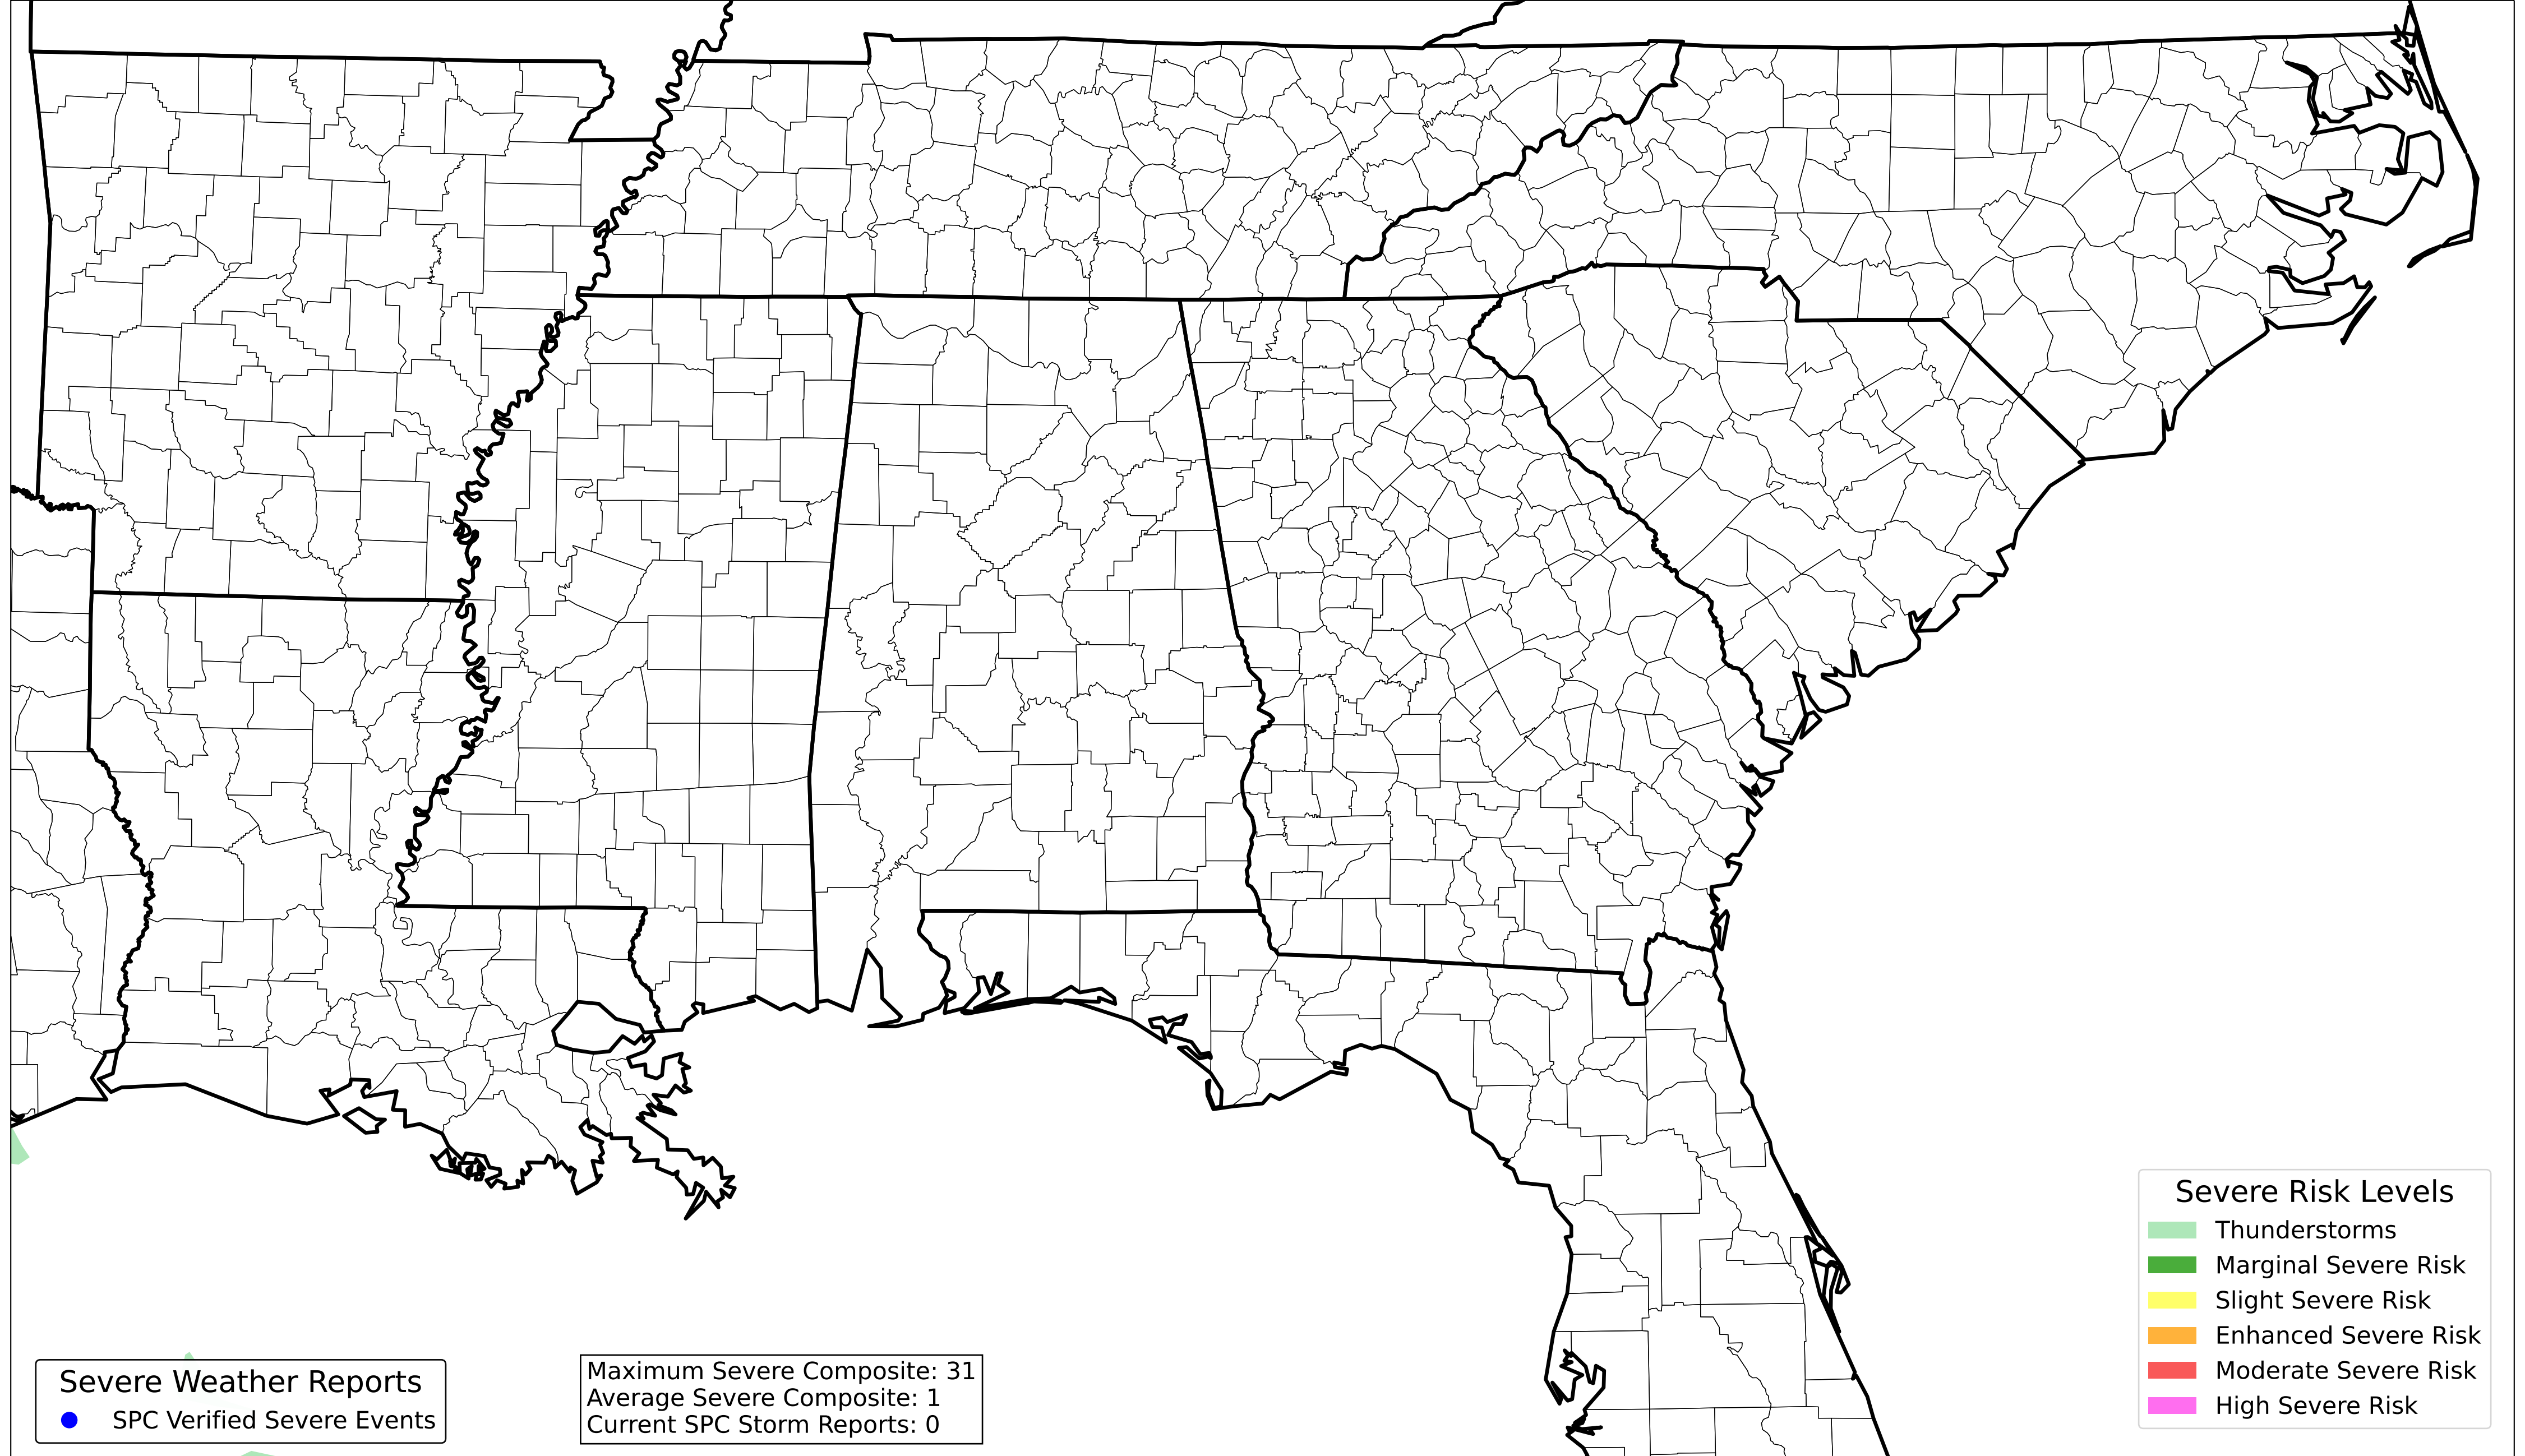 Severe Weather Reports
SPC Verified Severe Events
Maximum Severe Composite: 31
Average Severe Composite: 1
Current SPC Storm Reports: 0
Severe Risk Levels
Thunderstorms
Marginal Severe Risk
Slight Severe Risk
Enhanced Severe Risk
Moderate Severe Risk
High Severe Risk